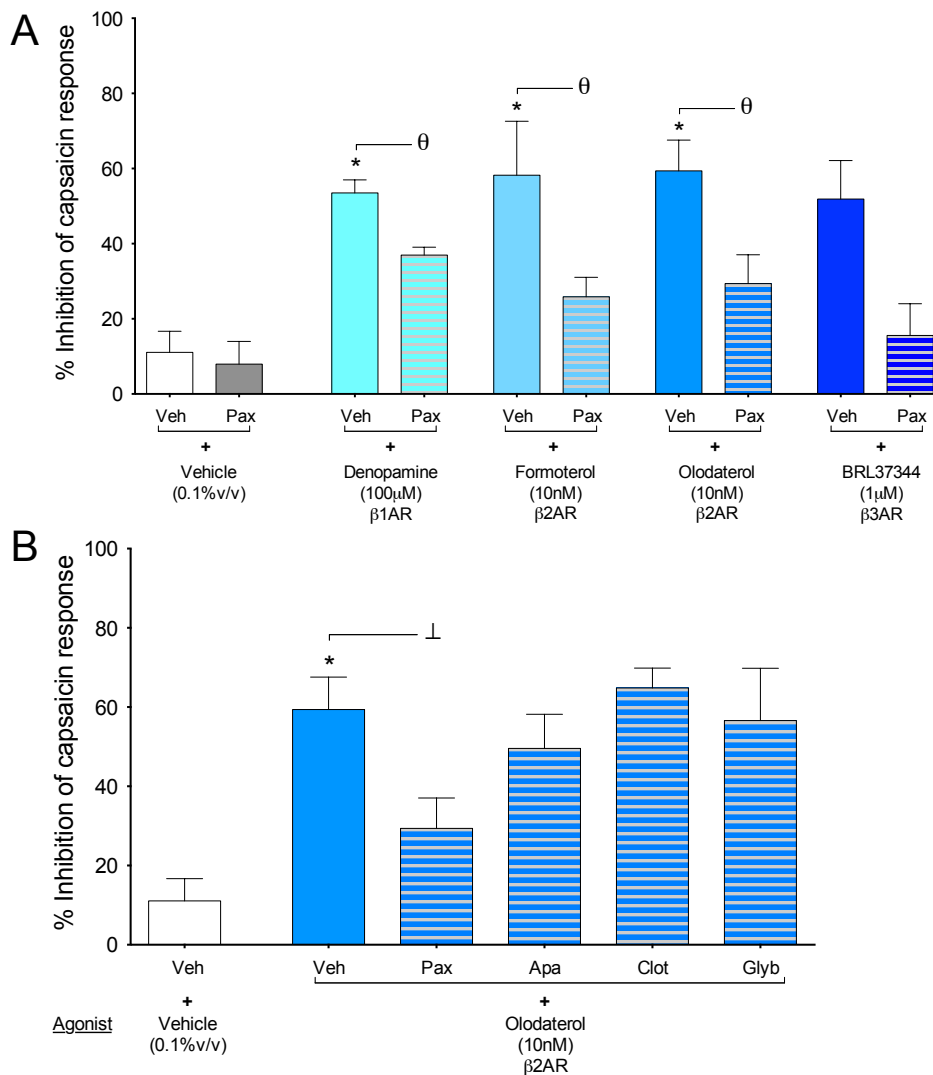 A
100
80
60
40
20
0
% Inhibition of capsaicin response
* θ
* θ
* θ
Veh Pax Veh Pax Veh Pax Veh Pax Veh Pax
+ + + + +
Vehicle Denopamine Formoterol Olodaterol BRL37344
(0.1%v/v) (100μM) (10nM) (10nM) (1μM)
β1AR β2AR β2AR β3AR
B
100
80
60
40
20
0
% Inhibition of capsaicin response
* ⊥
Veh Veh Pax Apa Clot Glyb
+ +
Agonist Vehicle Olodaterol
(0.1%v/v) (10nM)
β2AR